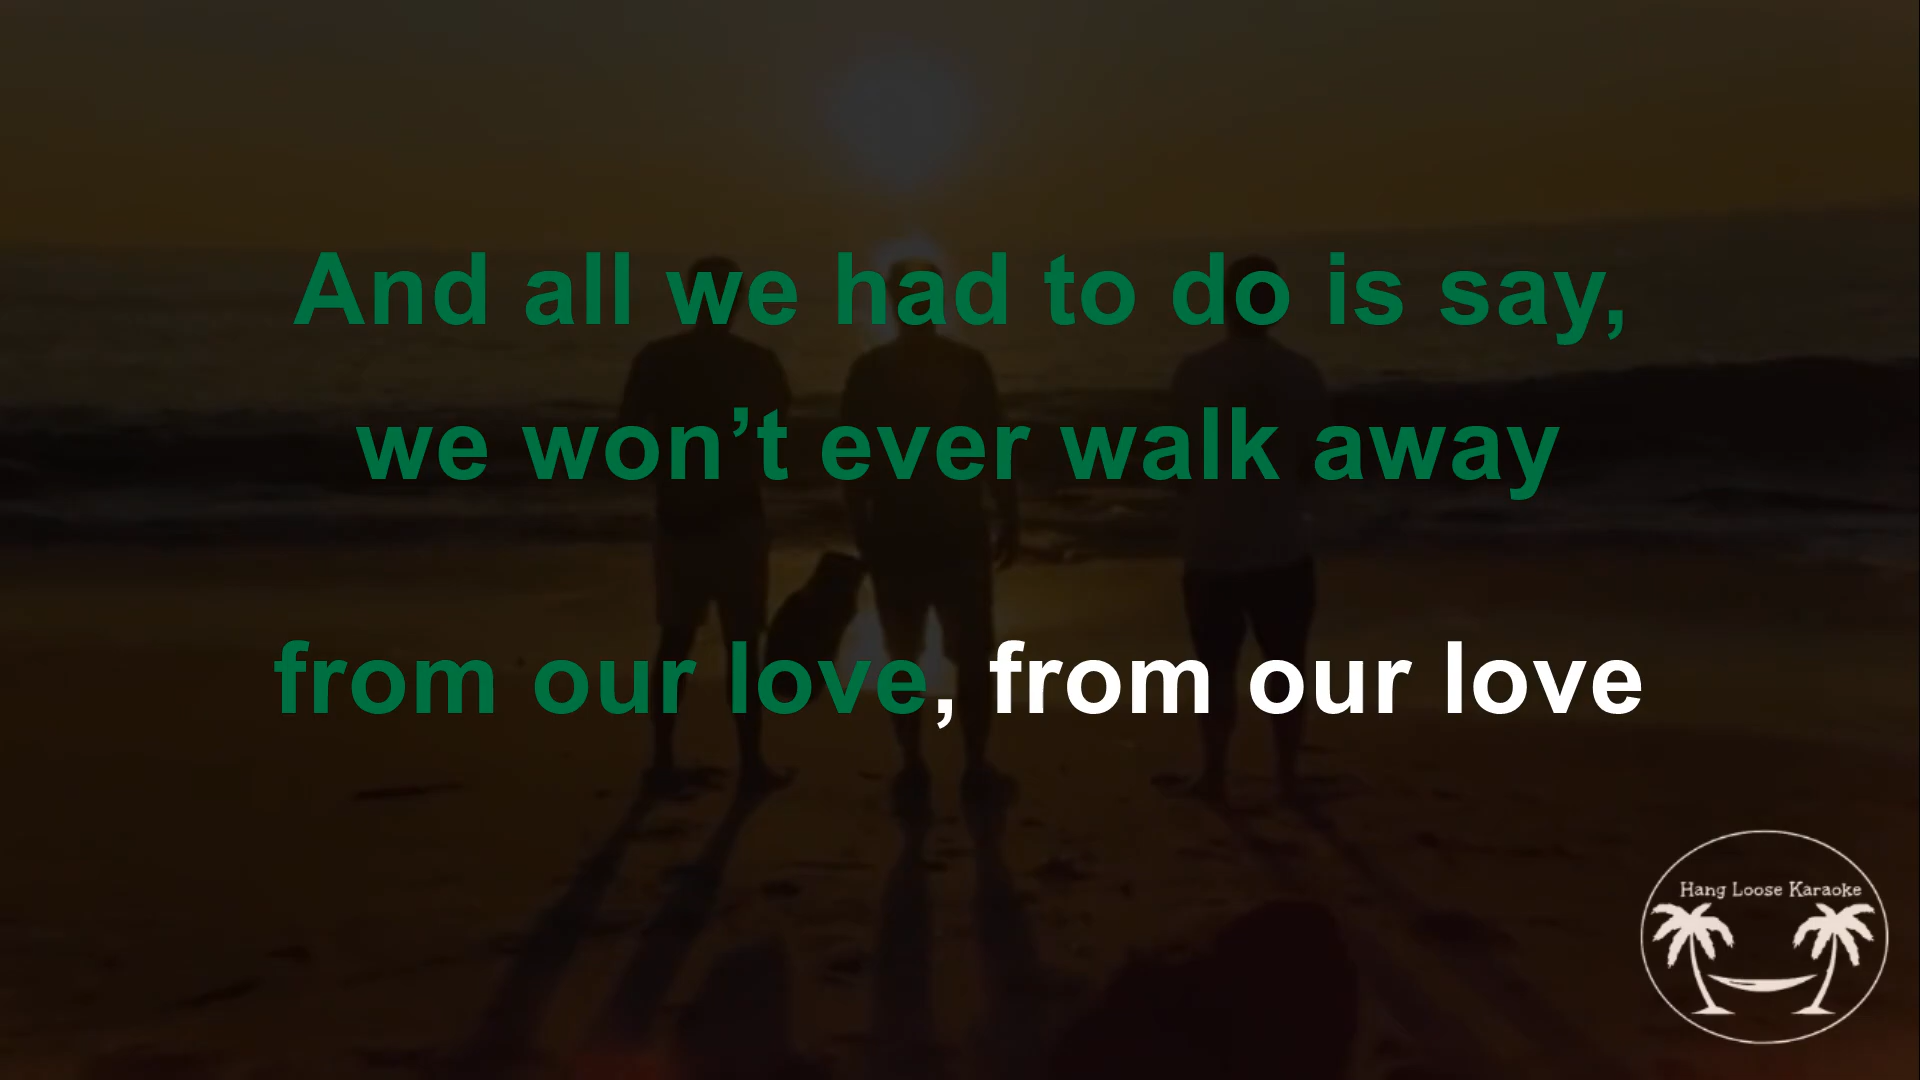 And all we had to do is say,
we won’t ever walk away
from our love, from our love
Hang Loose Karaoke